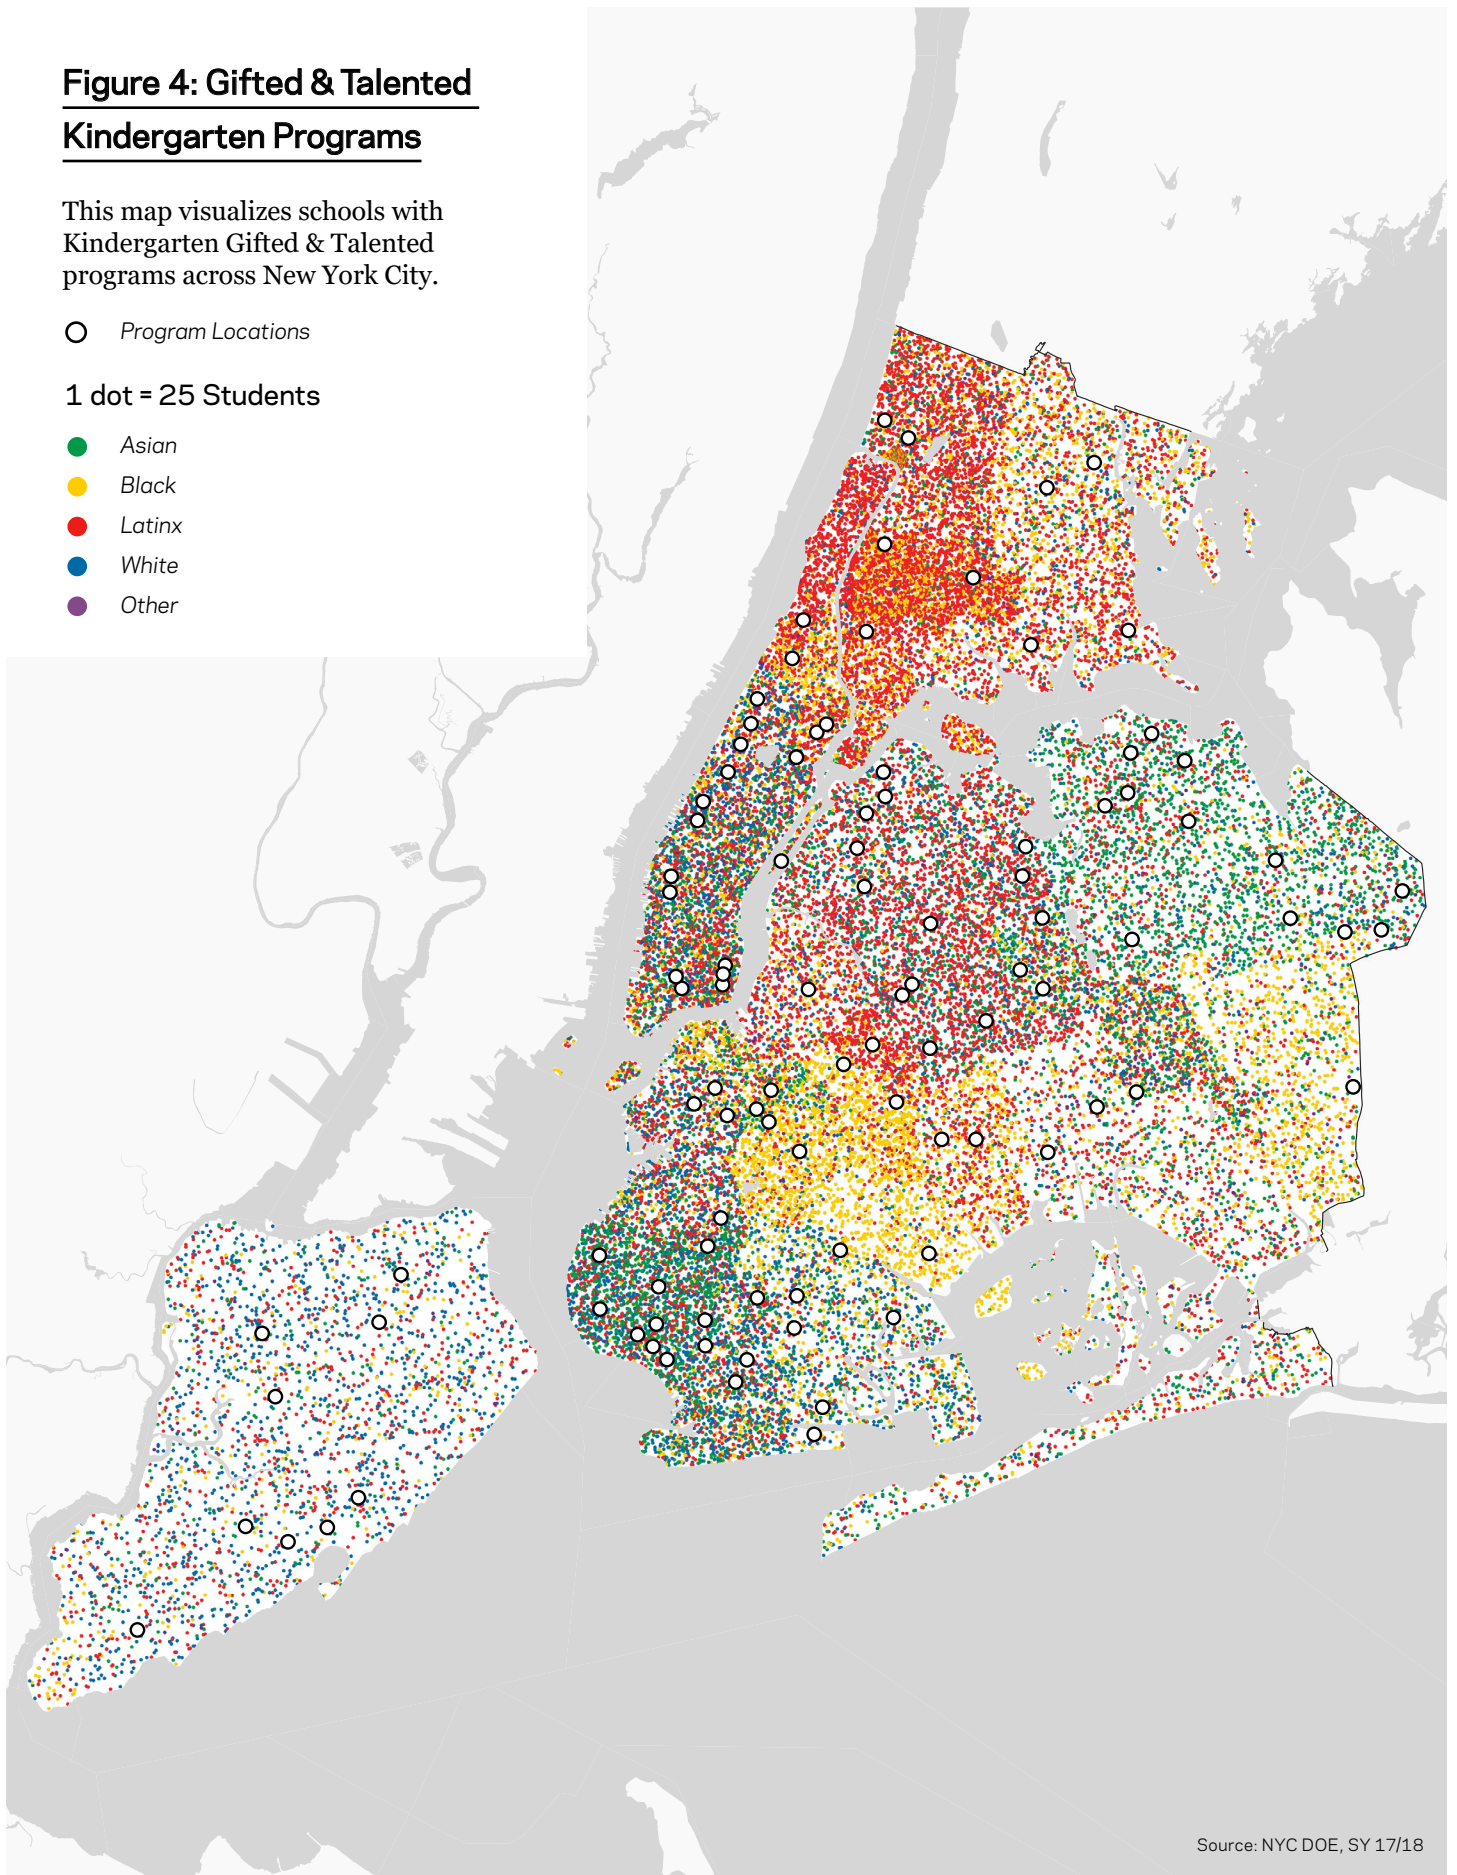 Figure 4: Gifted & Talented
Kindergarten Programs
This map visualizes schools with
Kindergarten Gifted & Talented
programs across New York City.
Program Locations
1 dot = 25 Students
Asian
Black
Latinx
White
Other
Source: NYC DOE, SY 17/18